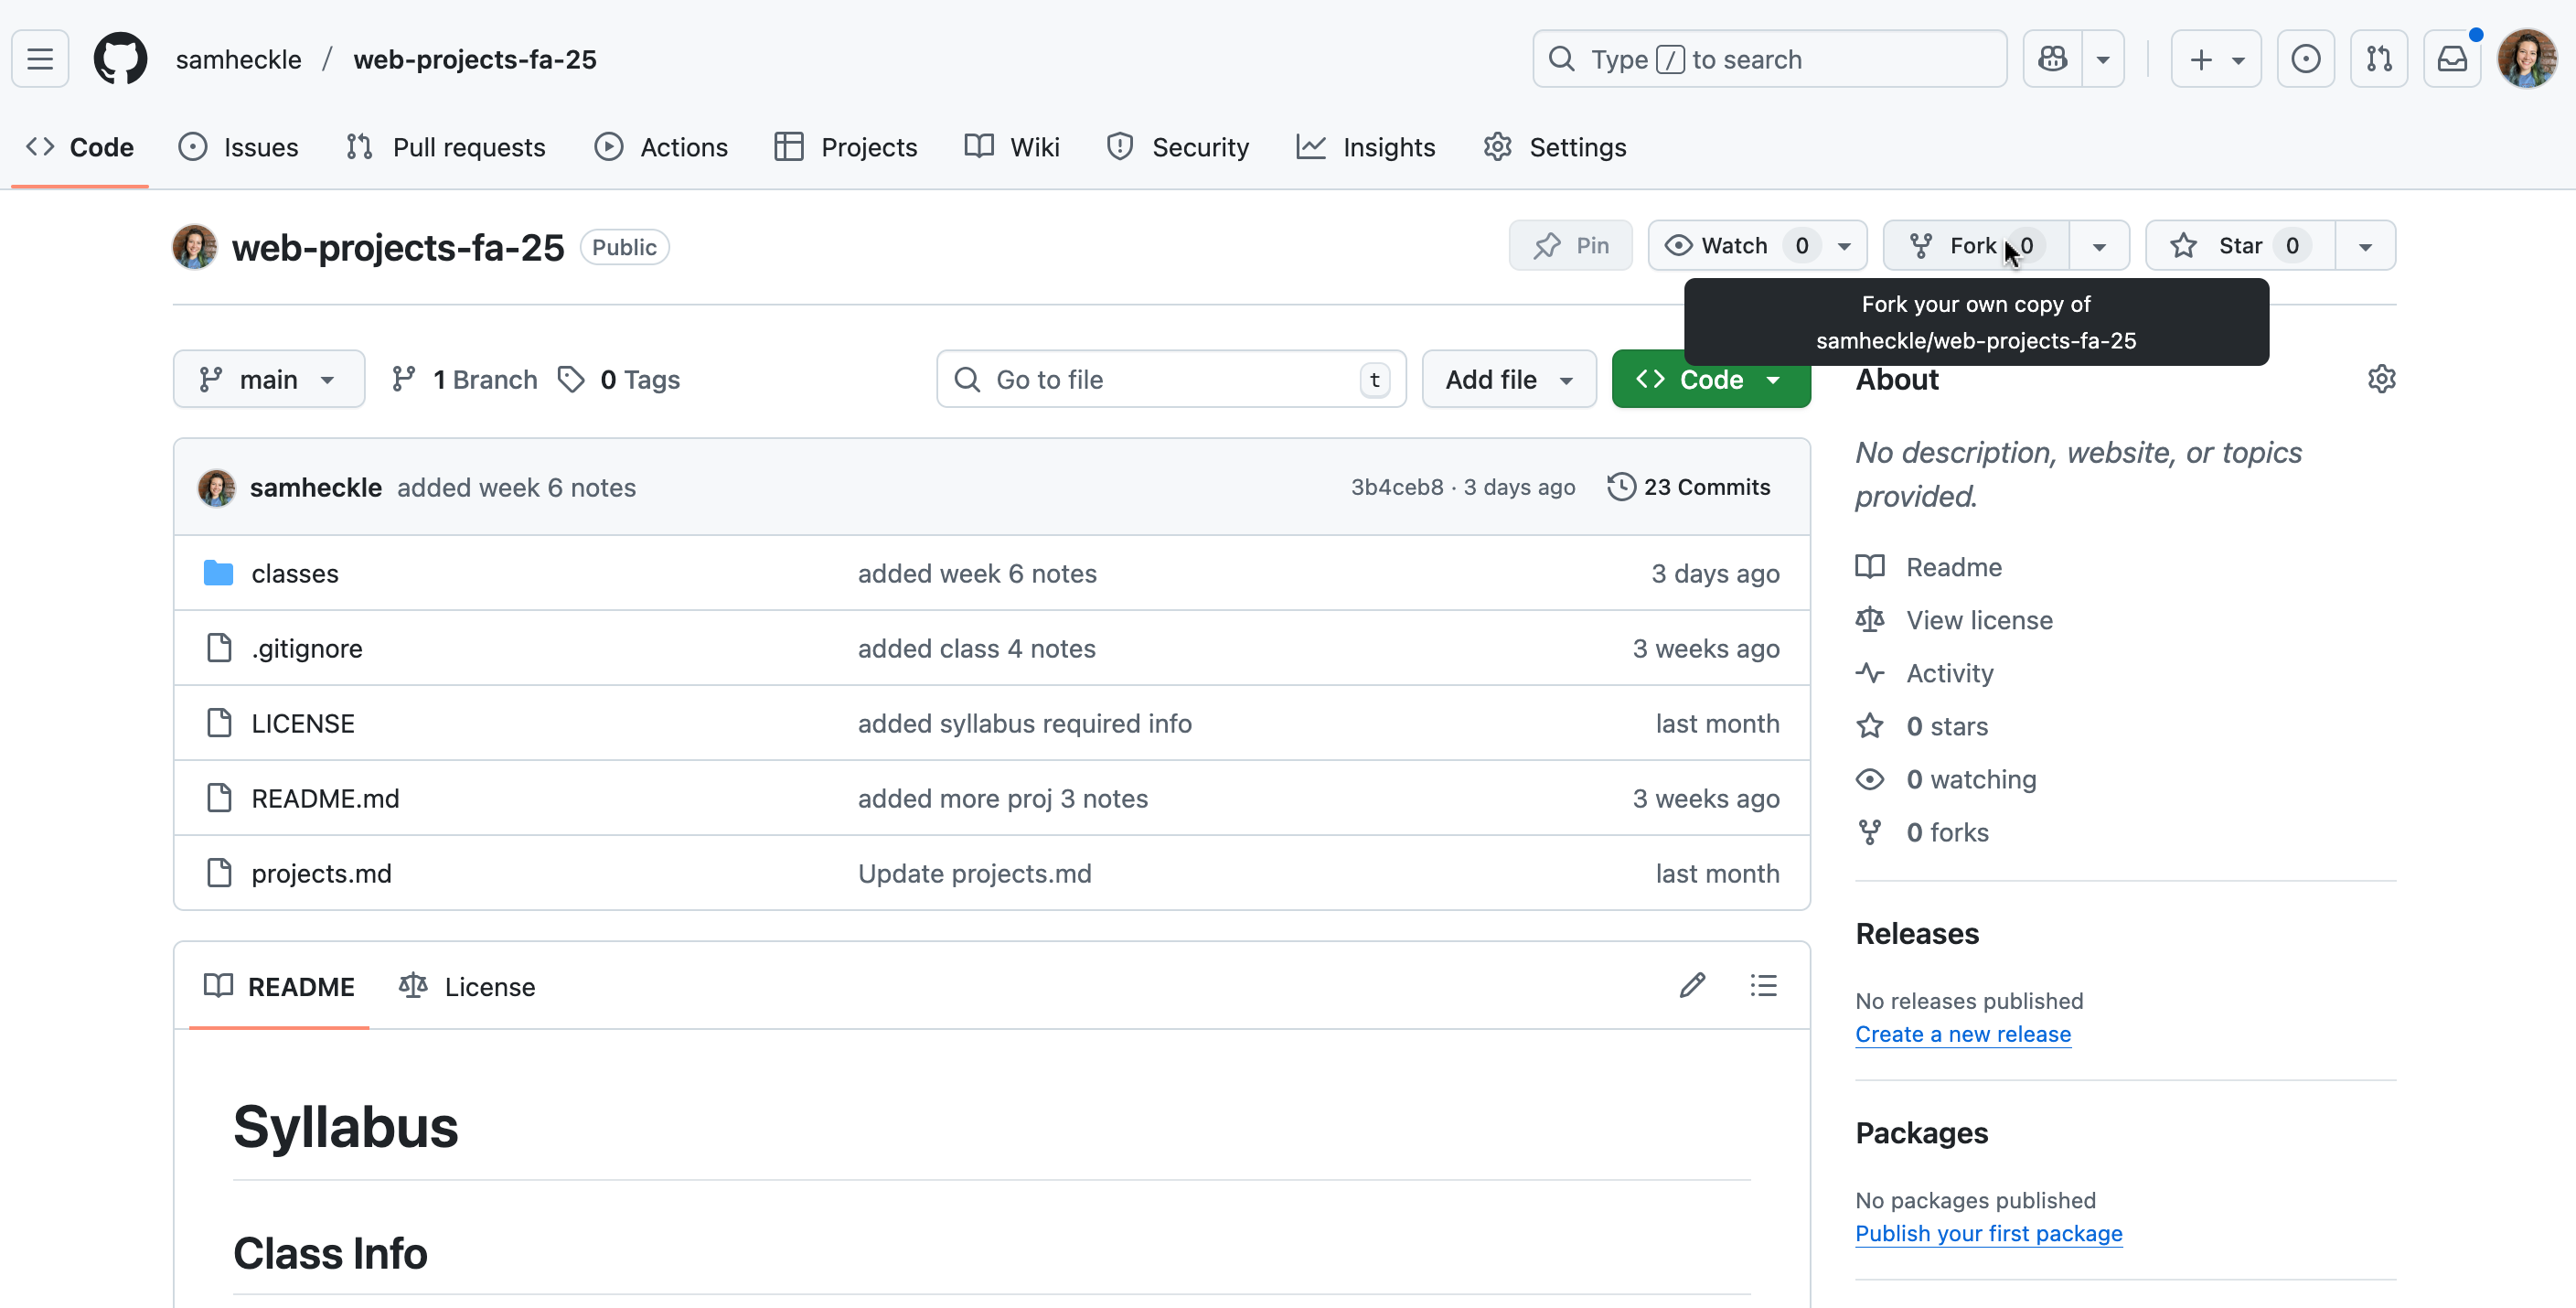 samheckle / web-projects-fa-25
Type / to search
Code Issues Pull requests Actions Projects Wiki Security Insights Settings
web-projects-fa-25 Public
Pin Watch 0 Fork 0 Star 0
Fork your own copy of
samheckle/web-projects-fa-25
main 1 Branch 0 Tags Go to file t Add file Code
samheckle added week 6 notes 3b4ceb8 · 3 days ago 23 Commits
classes added week 6 notes 3 days ago
.gitignore added class 4 notes 3 weeks ago
LICENSE added syllabus required info last month
README.md added more proj 3 notes 3 weeks ago
projects.md Update projects.md last month
README License
Syllabus
Class Info
About
No description, website, or topics
provided.
Readme
View license
Activity
0 stars
0 watching
0 forks
Releases
No releases published
Create a new release
Packages
No packages published
Publish your first package